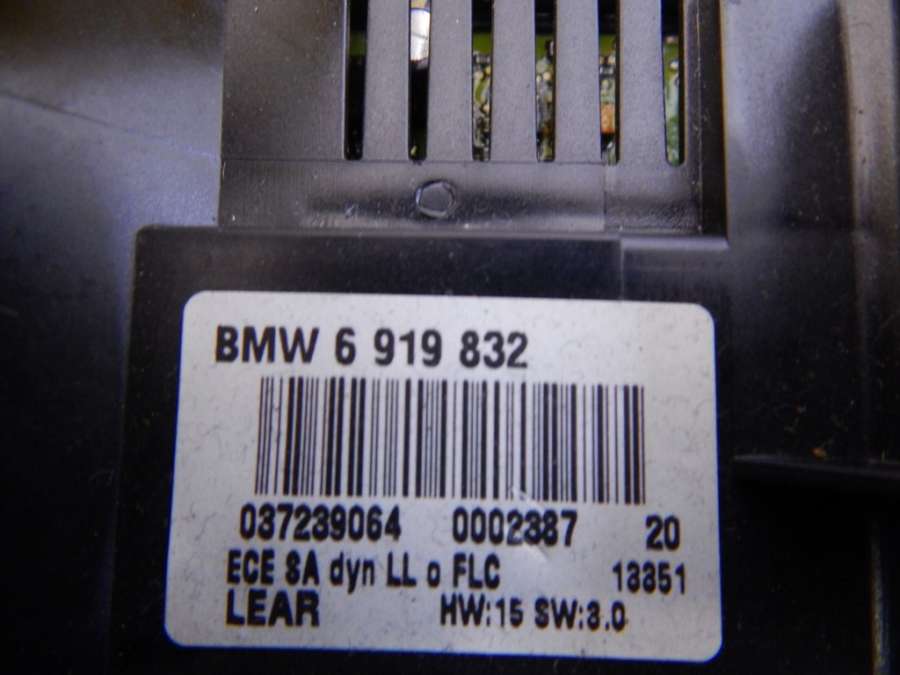 BMW 6 919 832
037239064 0002387 20
ECE SA dyn LL o FLC 13351
LEAR HW:15 SW:3.0